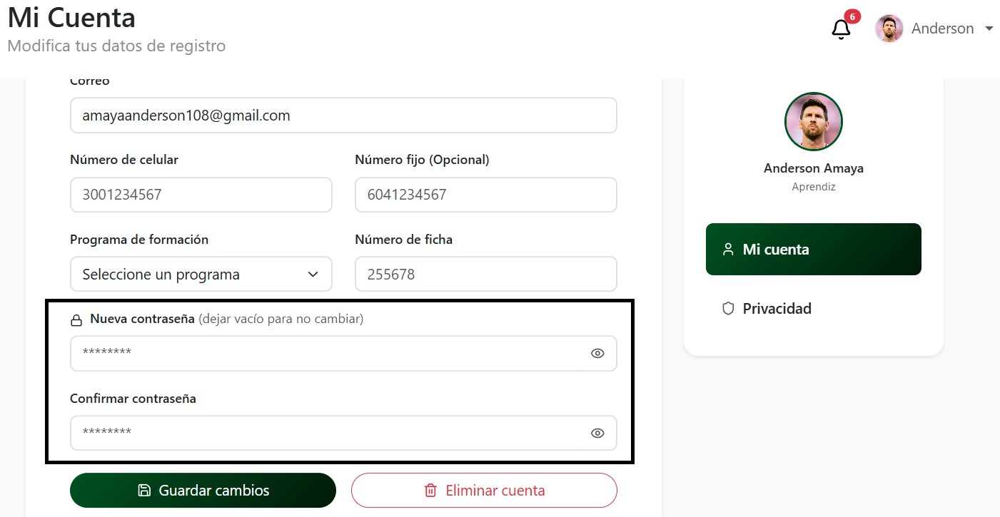 Mi Cuenta
Modifica tus datos de registro
6
Anderson
Correo
amayaanderson108@gmail.com
Número de celular
Número fijo (Opcional)
3001234567
6041234567
Programa de formación
Número de ficha
Seleccione un programa
255678
Nueva contraseña (dejar vacío para no cambiar)
********
Confirmar contraseña
********
Guardar cambios
Eliminar cuenta
Anderson Amaya
Aprendiz
Mi cuenta
Privacidad